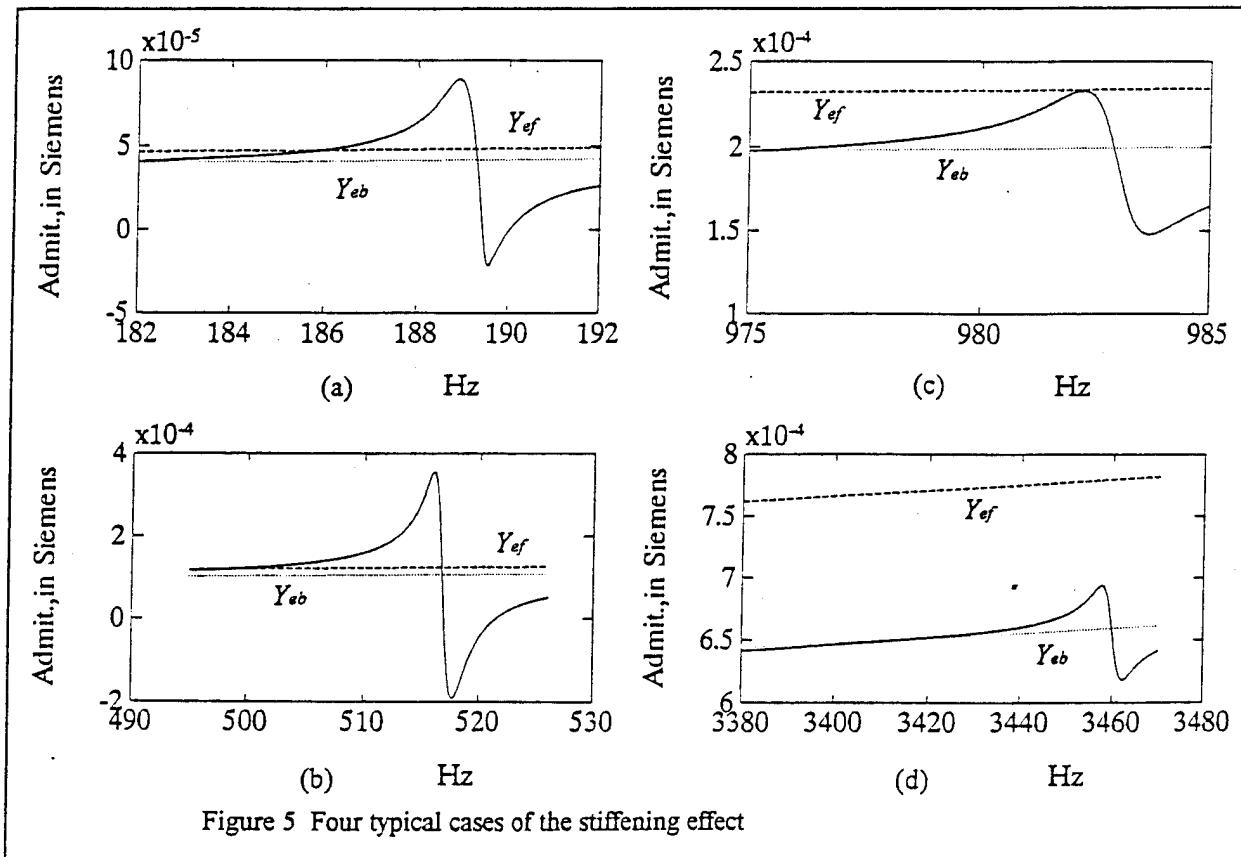 x10-5
10
5
0
-5
Admit.,in Siemens
Yef
Yeb
182 184 186 188 190 192
(a) Hz
x10-4
2.5
2
1.5
1
Admit.,in Siemens
Yef
Yeb
975 980 985
(c) Hz
x10-4
4
2
0
-2
Admit.,in Siemens
Yef
Yeb
490 500 510 520 530
(b) Hz
x10-4
8
7.5
7
6.5
6
Admit.,in Siemens
Yef
Yeb
3380 3400 3420 3440 3460 3480
(d) Hz
Figure 5 Four typical cases of the stiffening effect